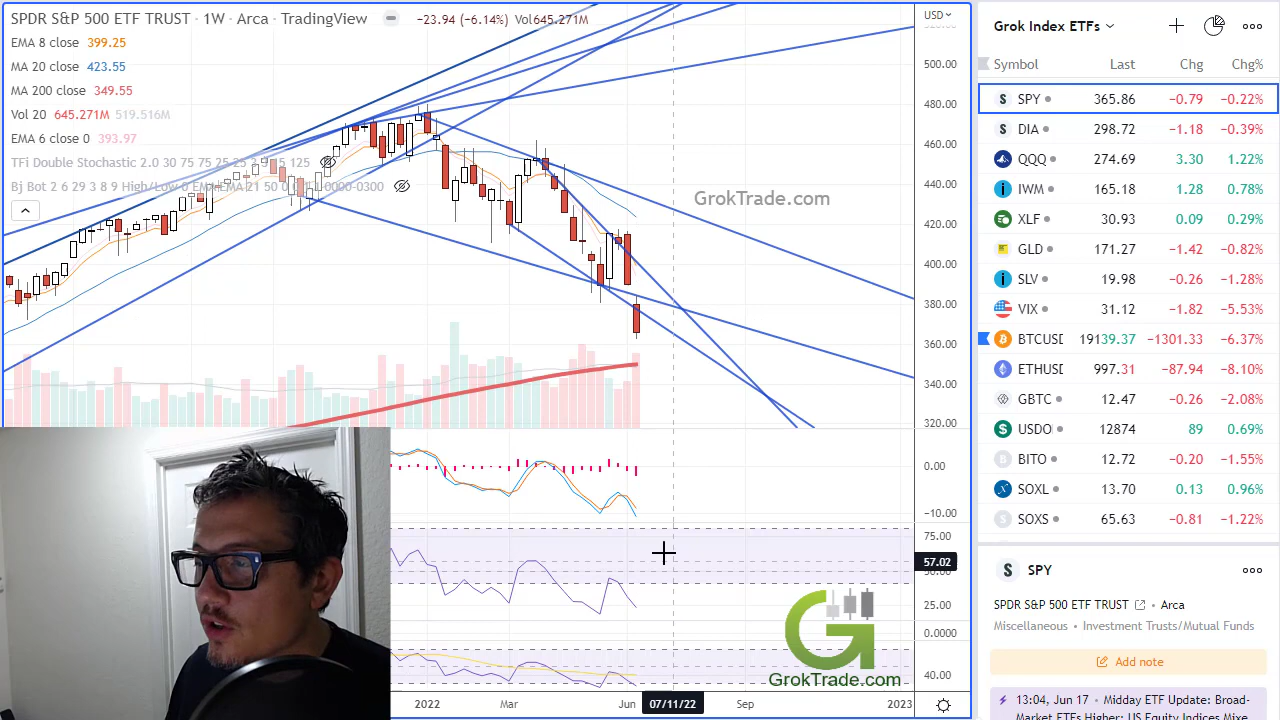 SPDR S&P 500 ETF TRUST · 1W · Arca · TradingView −23.94 (−6.14%) Vol645.271M
EMA 8 close 399.25
MA 20 close 423.55
MA 200 close 349.55
Vol 20 645.271M 519.516M
EMA 6 close 0 393.97
TFi Double Stochastic 2.0 30 75 75 25 25
Bj Bot 2 6 29 3 8 9 High/Low 0 EMA
0000-0300
GrokTrade.com
USD
500.00
480.00
460.00
440.00
420.00
400.00
380.00
360.00
340.00
320.00
0.00
−10.00
75.00
57.02
25.00
0.0000
40.00
GrokTrade.com
2022 Mar Jun 07/11/22 Sep 2023
Grok Index ETFs
Symbol Last Chg Chg%
SPY 365.86 −0.79 −0.22%
DIA 298.72 −1.18 −0.39%
QQQ 274.69 3.30 1.22%
IWM 165.18 1.28 0.78%
XLF 30.93 0.09 0.29%
GLD 171.27 −1.42 −0.82%
SLV 19.98 −0.26 −1.28%
VIX 31.12 −1.82 −5.53%
BTCUSD 19139.37 −1301.33 −6.37%
ETHUSD 997.31 −87.94 −8.10%
GBTC 12.47 −0.26 −2.08%
USDO 12874 89 0.69%
BITO 12.72 −0.20 −1.55%
SOXL 13.70 0.13 0.96%
SOXS 65.63 −0.81 −1.22%
SPY
SPDR S&P 500 ETF TRUST • Arca
Miscellaneous • Investment Trusts/Mutual Funds
Add note
13:04, Jun 17 • Midday ETF Update: Broad-
Market ETFs Higher; US Equity Indices Mixe